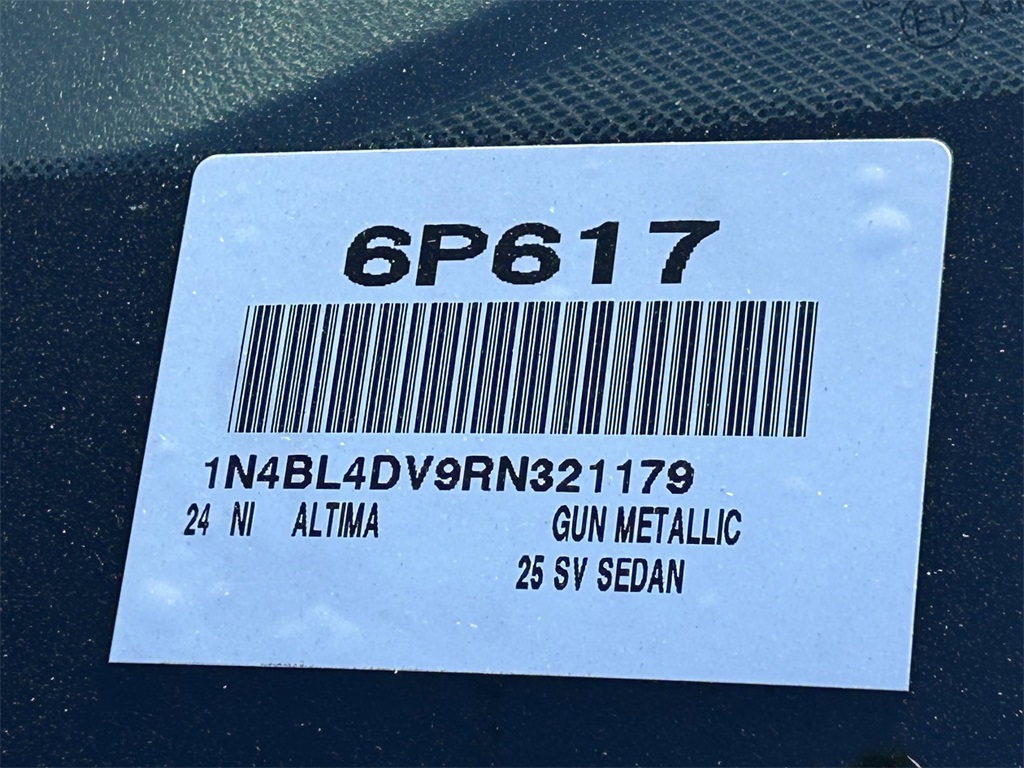 6P617
1N4BL4DV9RN321179
24 NI ALTIMA GUN METALLIC
25 SV SEDAN